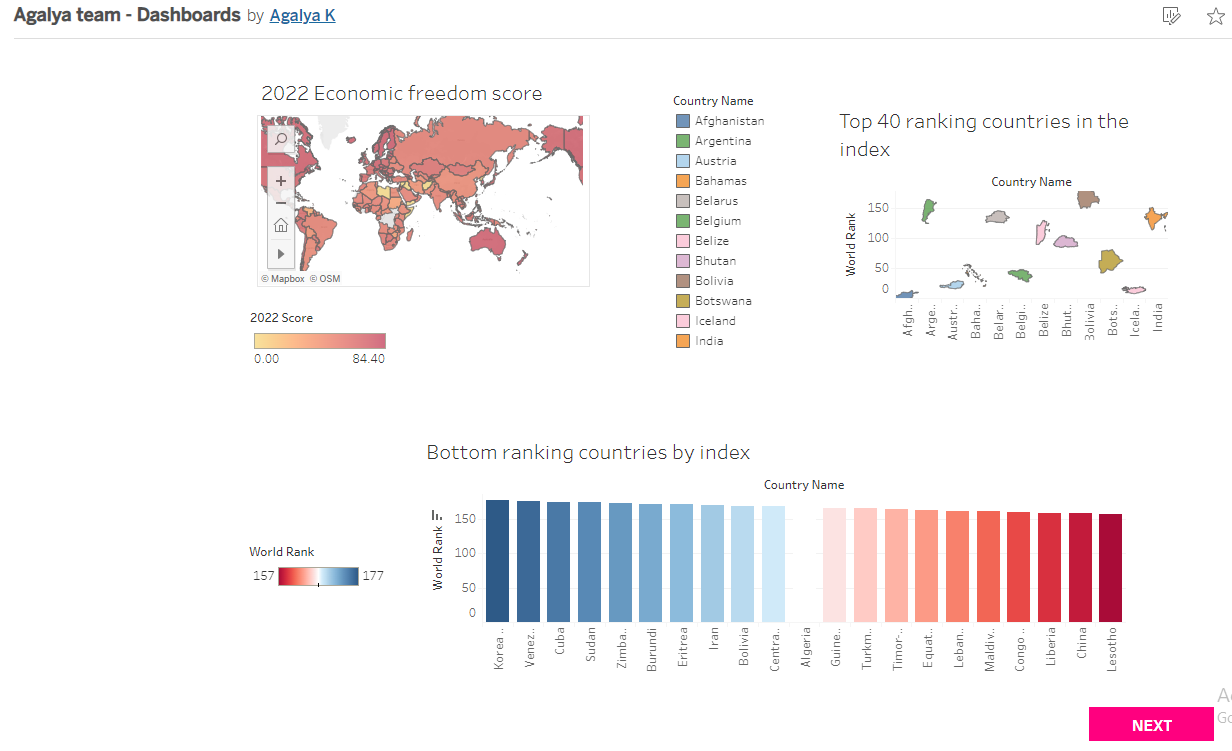 Agalya team - Dashboards by Agalya K
2022 Economic freedom score
© Mapbox © OSM
2022 Score
0.00 84.40
Country Name
Afghanistan
Argentina
Austria
Bahamas
Belarus
Belgium
Belize
Bhutan
Bolivia
Botswana
Iceland
India
Top 40 ranking countries in the
index
Country Name
World Rank
150
100
50
0
Afgh..
Arge..
Austr..
Baha..
Belar..
Belgi..
Belize
Bhut..
Bolivia
Bots..
Icela..
India
Bottom ranking countries by index
Country Name
World Rank
157 177
World Rank
150
100
50
0
Korea ..
Venez..
Cuba
Sudan
Zimba..
Burundi
Eritrea
Iran
Bolivia
Centra..
Algeria
Guine..
Turkm..
Timor-..
Equat..
Leban..
Maldiv..
Congo ..
Liberia
China
Lesotho
NEXT